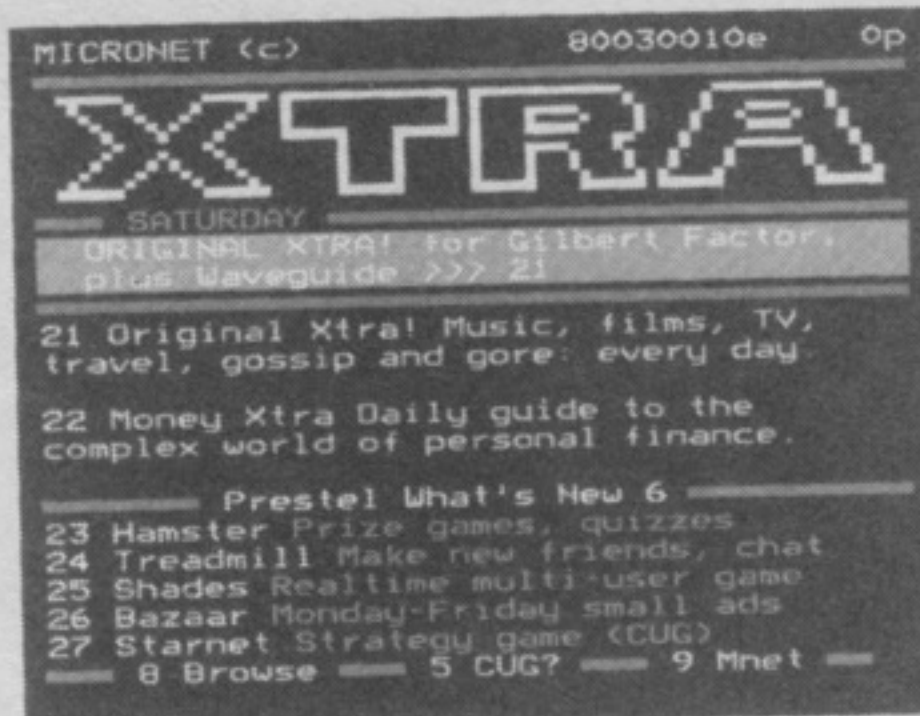 MICRONET (c) 80030010e 0p
XTRA
SATURDAY
ORIGINAL XTRA! for Gilbert Factor,
plus Waveguide >>> 21
21 Original Xtra! Music, films, TV,
travel, gossip and gore: every day.
22 Money Xtra Daily guide to the
complex world of personal finance.
Prestel What's New 6
23 Hamster Prize games, quizzes
24 Treadmill Make new friends, chat
25 Shades Realtime multi-user game
26 Bazaar Monday-Friday small ads
27 Starnet Strategy game (CUG)
8 Browse 5 CUG? 9 Mnet